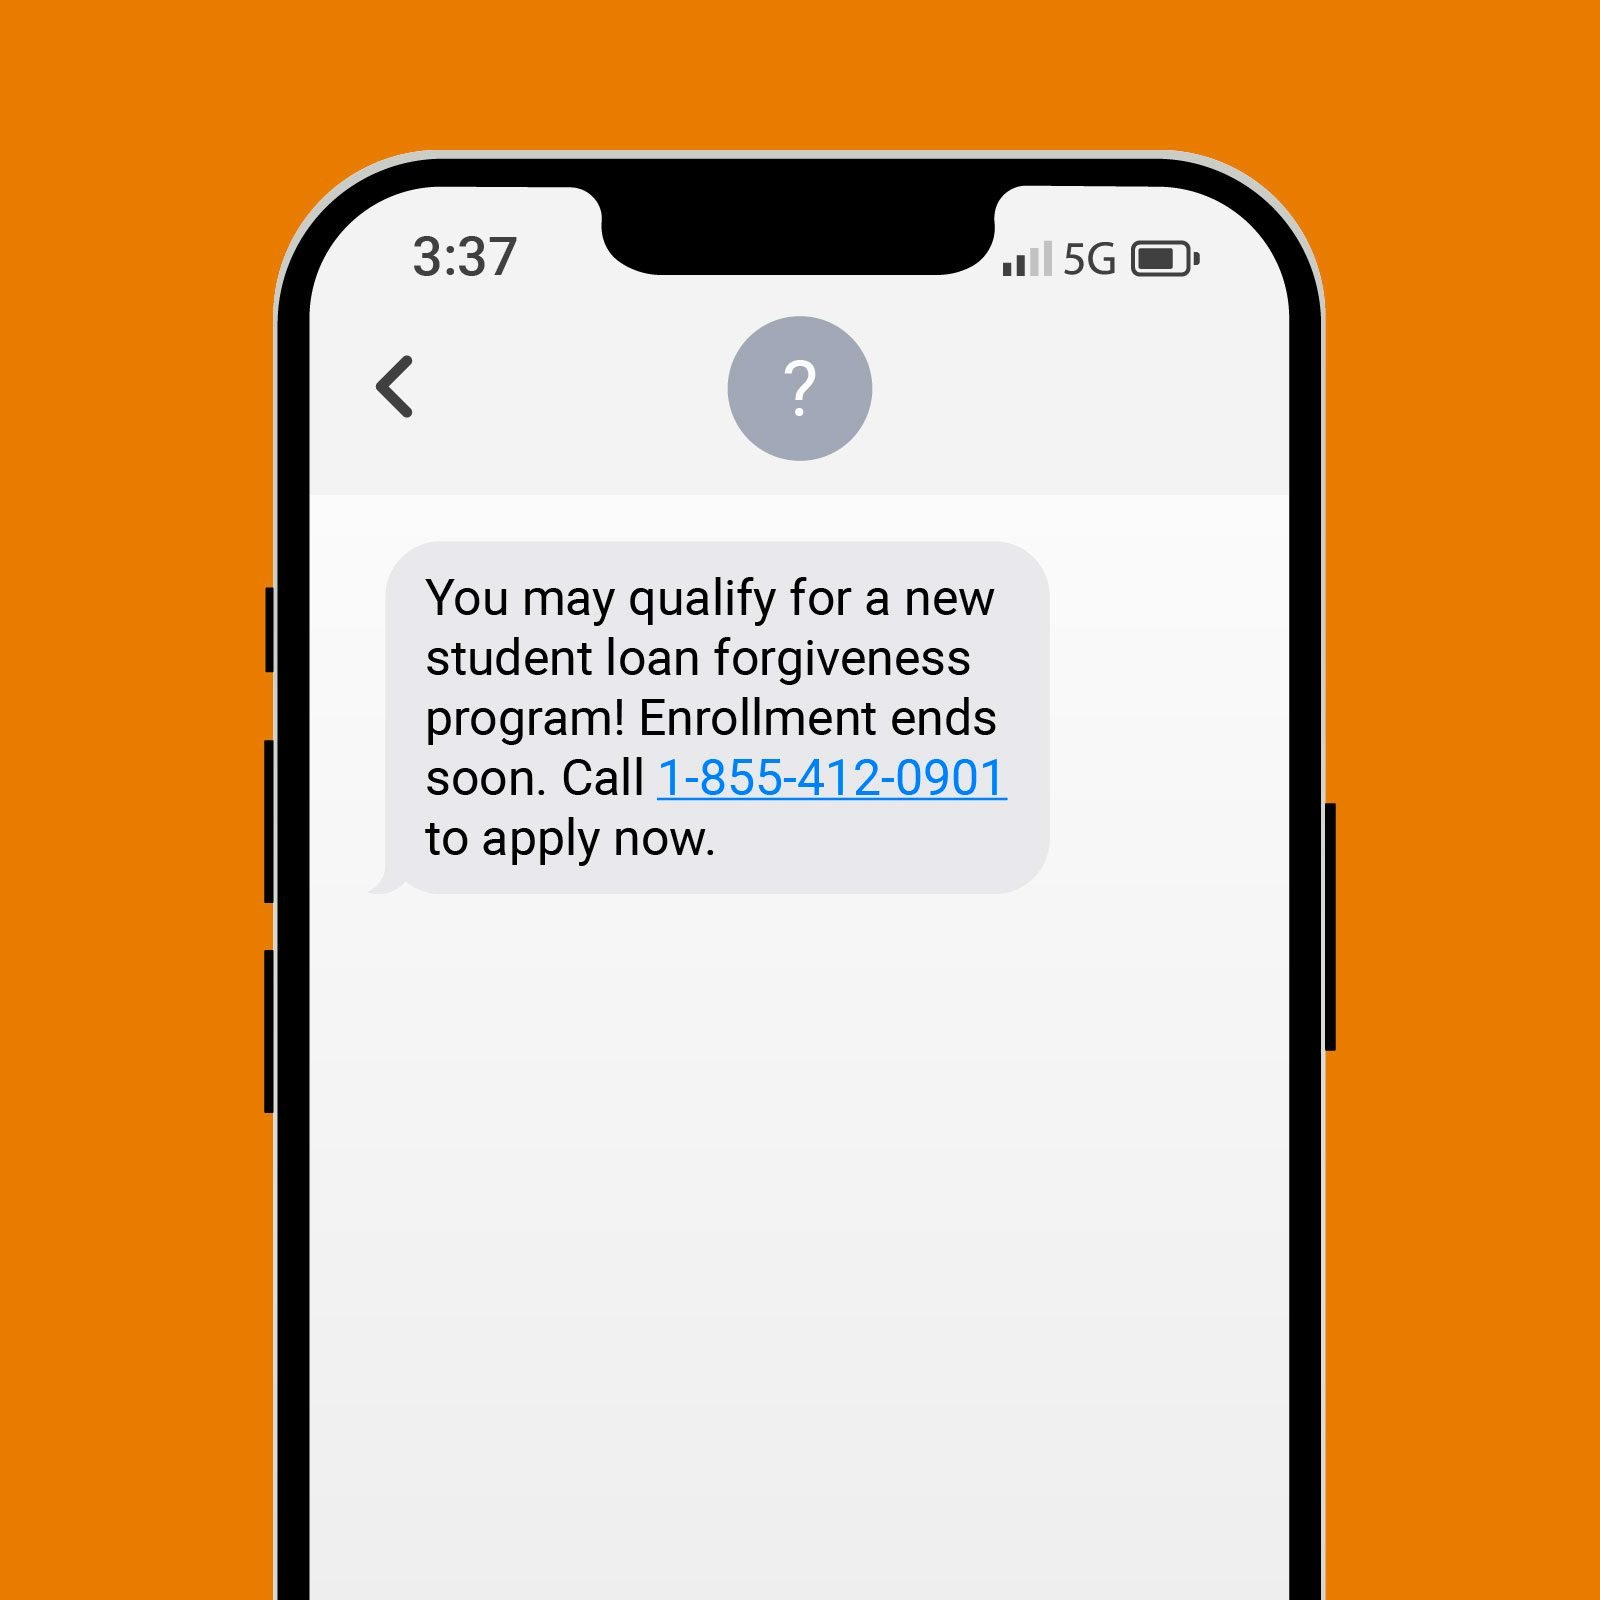 3:37
5G
?
You may qualify for a new
student loan forgiveness
program! Enrollment ends
soon. Call 1-855-412-0901
to apply now.